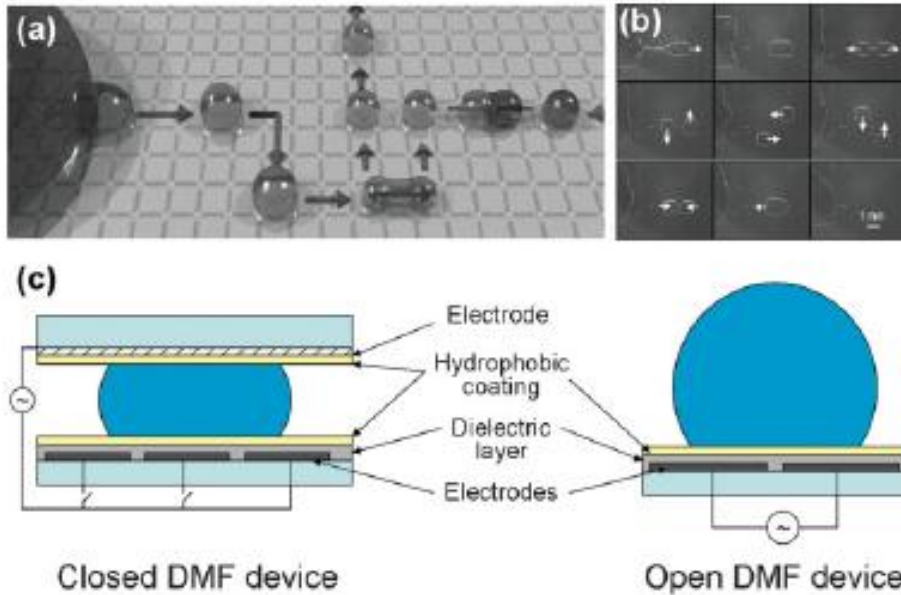 (a)
(b)
(c)
Electrode
Hydrophobic
coating
Dielectric
layer
Electrodes
Closed DMF device
Open DMF device